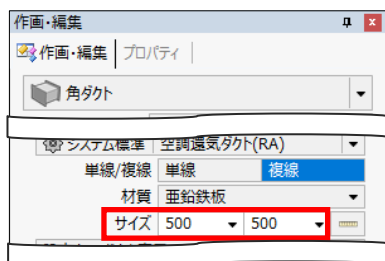 作画・編集
作画・編集 プロパティ
角ダクト
システム標準 空調還気ダクト(RA)
単線/複線 単線 複線
材質 亜鉛鉄板
サイズ 500 500